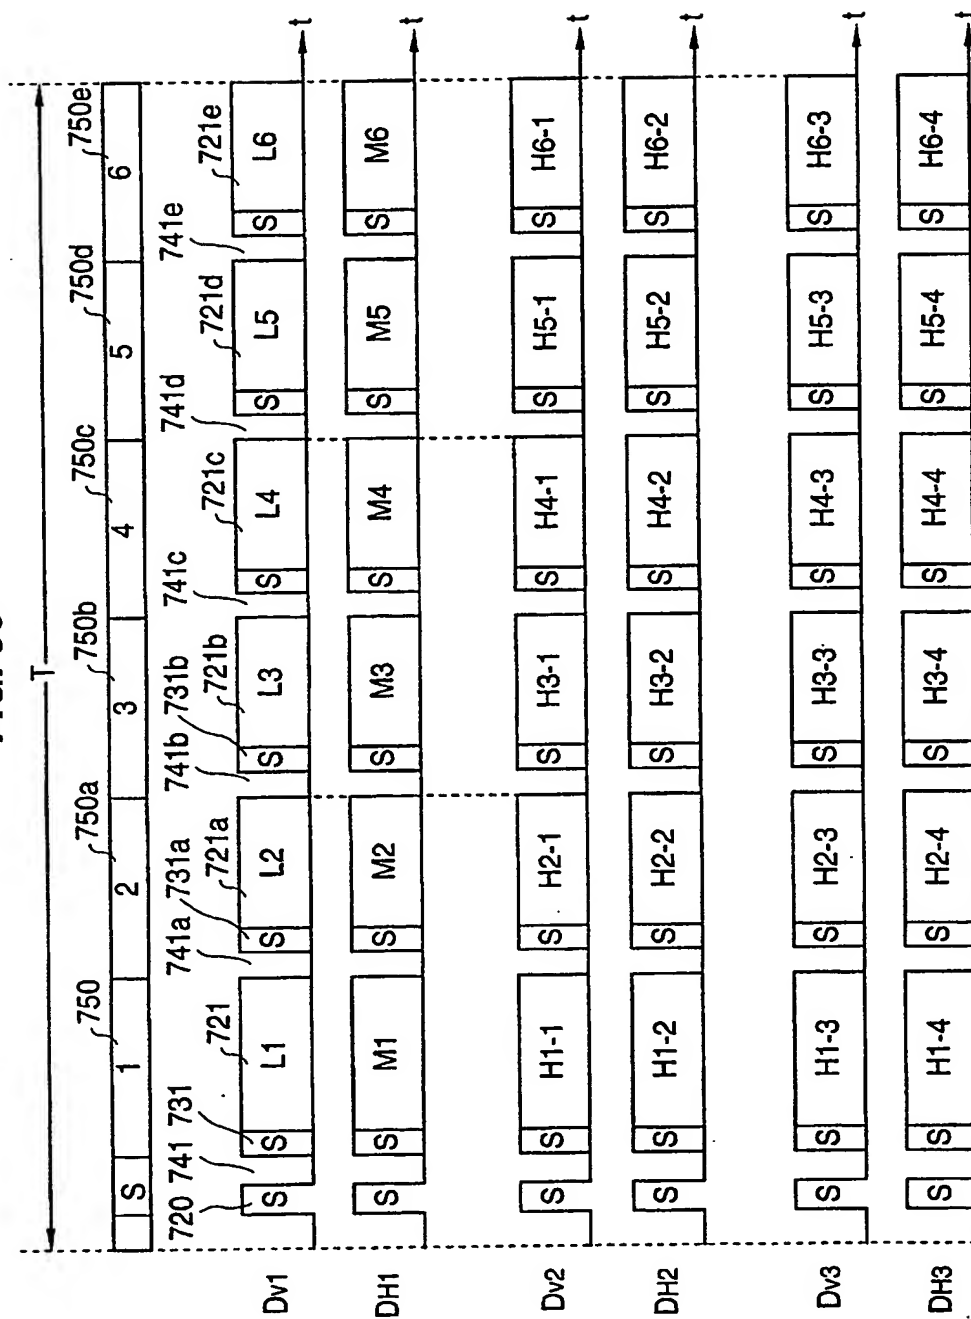 T
750 750a 750b 750c 750d 750e
S 1 2 3 4 5 6
720 741 731 721 741a 731a 721a 741b 731b 721b 741c 721c 741d 721d 741e 721e
Dv1 S S L1 S L2 S L3 S L4 S L5 S L6 t
DH1 S S M1 S M2 S M3 S M4 S M5 S M6 t
Dv2 S S H1-1 S H2-1 S H3-1 S H4-1 S H5-1 S H6-1 t
DH2 S S H1-2 S H2-2 S H3-2 S H4-2 S H5-2 S H6-2 t
Dv3 S S H1-3 S H2-3 S H3-3 S H4-3 S H5-3 S H6-3 t
DH3 S S H1-4 S H2-4 S H3-4 S H4-4 S H5-4 S H6-4 t